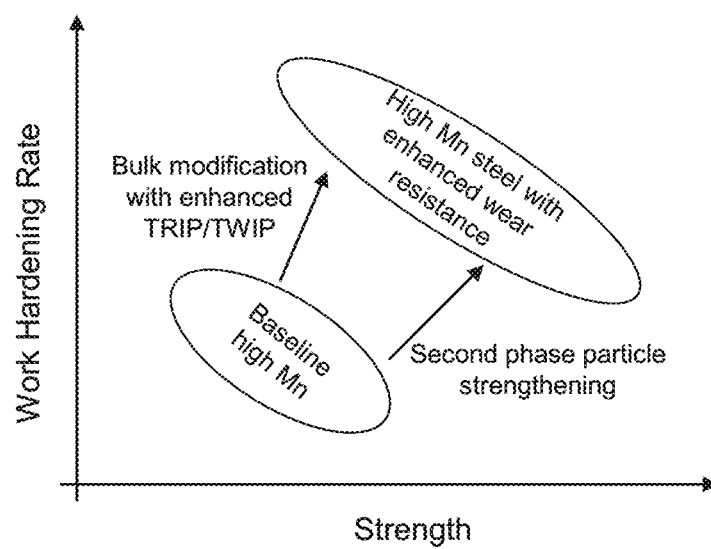 Work Hardening Rate
Bulk modification
with enhanced
TRIP/TWIP
High Mn steel with
enhanced wear
resistance
Baseline
high Mn
Second phase particle
strengthening
Strength